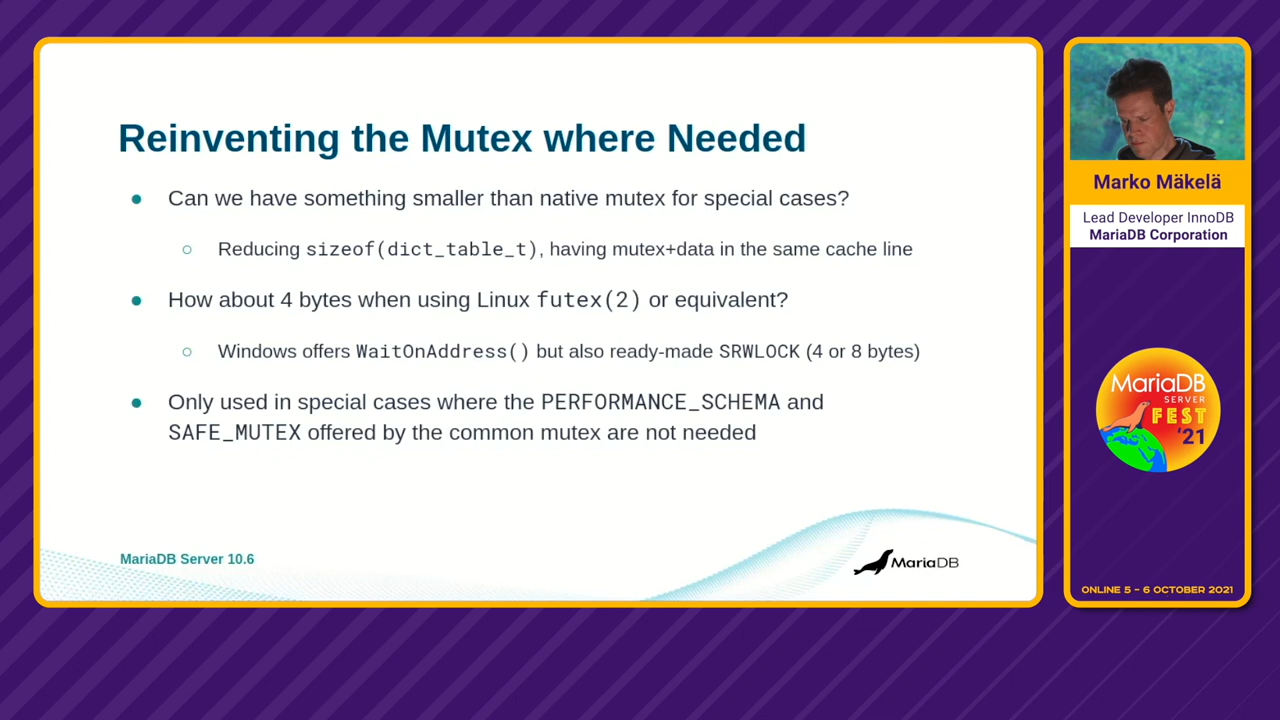 Reinventing the Mutex where Needed
● Can we have something smaller than native mutex for special cases?
○ Reducing sizeof(dict_table_t), having mutex+data in the same cache line
● How about 4 bytes when using Linux futex(2) or equivalent?
○ Windows offers WaitOnAddress() but also ready-made SRWLOCK (4 or 8 bytes)
● Only used in special cases where the PERFORMANCE_SCHEMA and
SAFE_MUTEX offered by the common mutex are not needed
MariaDB Server 10.6
MariaDB
Marko Mäkelä
Lead Developer InnoDB
MariaDB Corporation
MariaDB
SERVER
FEST
'21
ONLINE 5 – 6 OCTOBER 2021